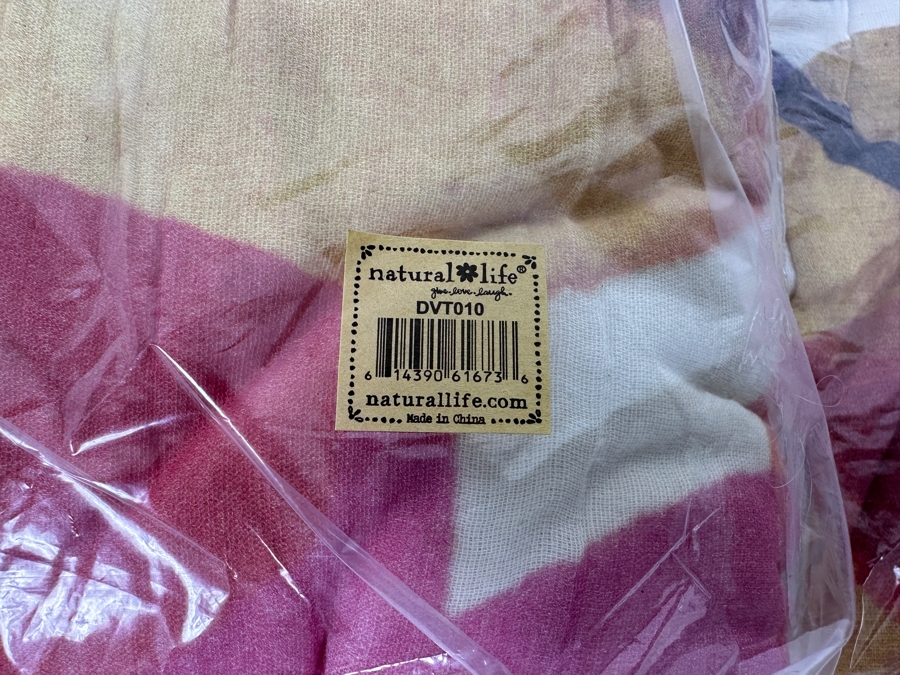 natural life®
give·love·laugh.
DVT010
6 14390 61673 6
naturallife.com
Made in China